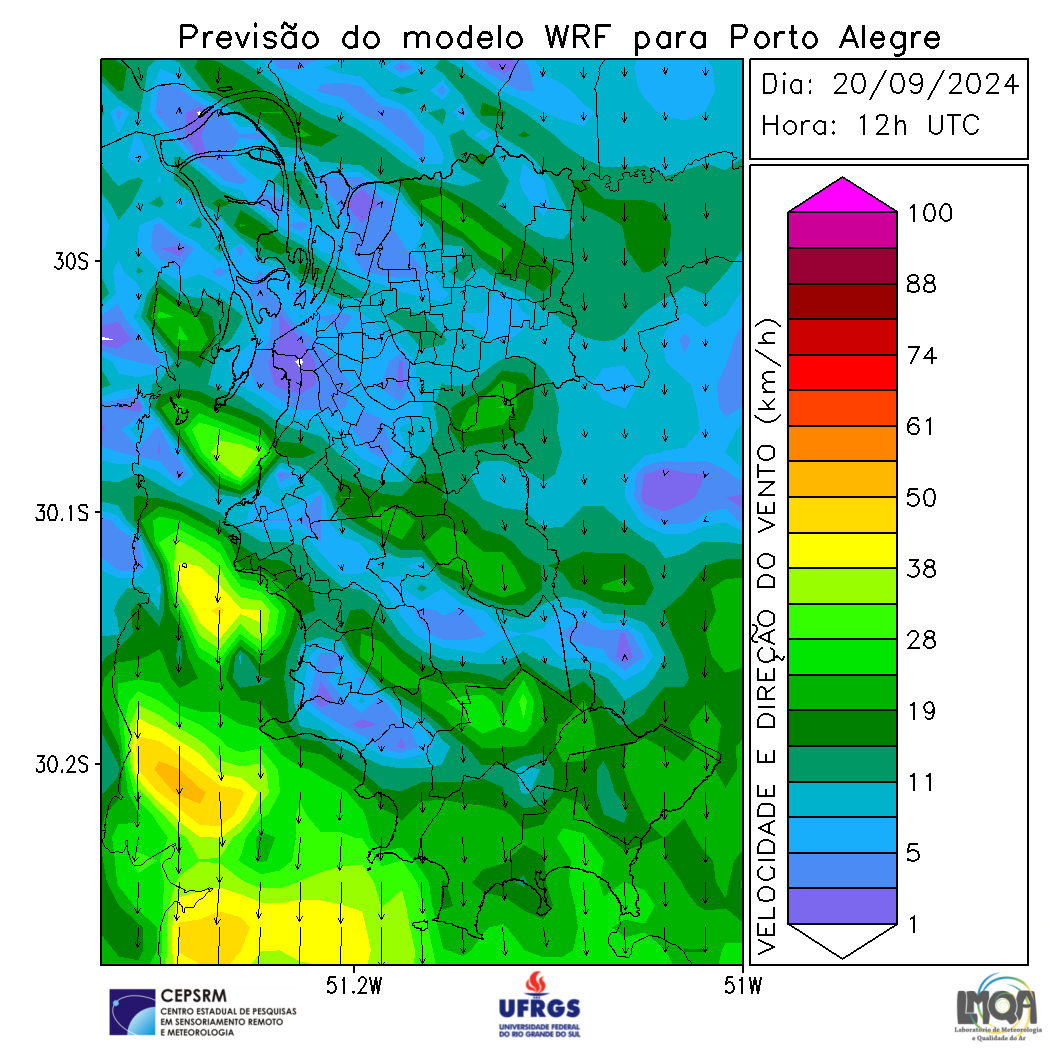 Previsão do modelo WRF para Porto Alegre
Dia: 20/09/2024
Hora: 12h UTC
30S
30.1S
30.2S
51.2W
51W
VELOCIDADE E DIREÇÃO DO VENTO (km/h)
100
88
74
61
50
38
28
19
11
5
1
CEPSRM
CENTRO ESTADUAL DE PESQUISAS
EM SENSORIAMENTO REMOTO
E METEOROLOGIA
UFRGS
UNIVERSIDADE FEDERAL
DO RIO GRANDE DO SUL
LMQA
Laboratório de Meteorologia
e Qualidade do Ar